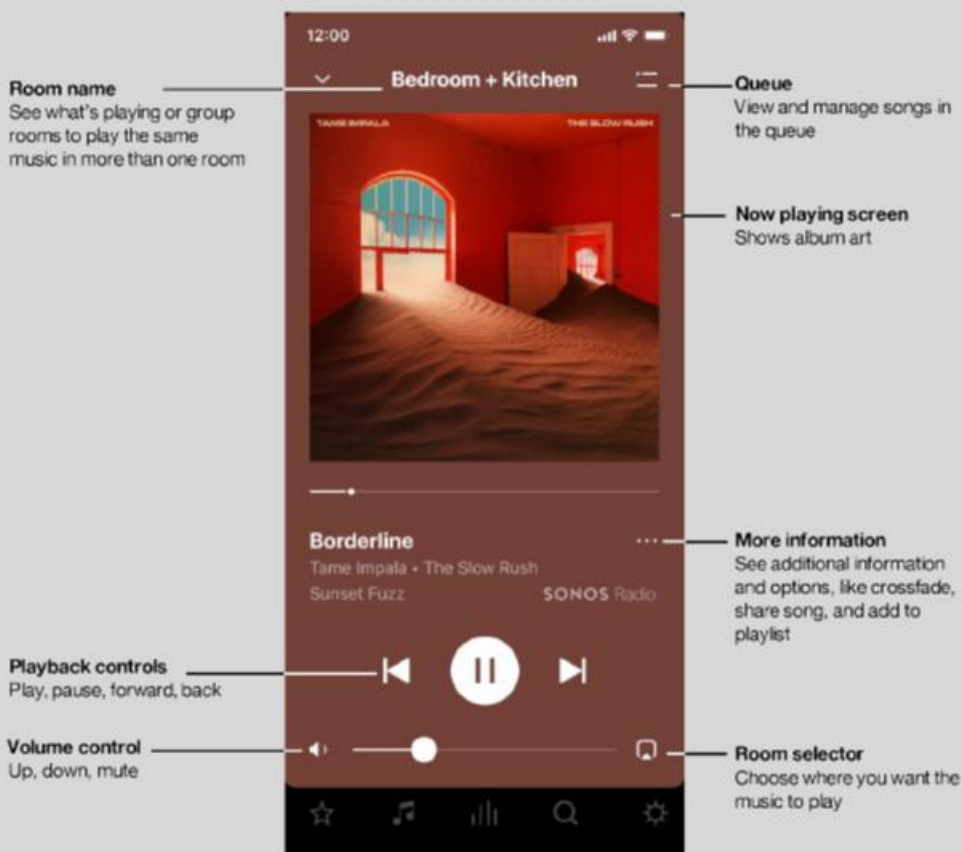 12:00
Bedroom + Kitchen
Room name
See what's playing or group
rooms to play the same
music in more than one room
Queue
View and manage songs in
the queue
TAME IMPALA
THE SLOW RUSH
Now playing screen
Shows album art
Borderline
Tame Impala • The Slow Rush
Sunset Fuzz
SONOS Radio
More information
See additional information
and options, like crossfade,
share song, and add to
playlist
Playback controls
Play, pause, forward, back
Volume control
Up, down, mute
Room selector
Choose where you want the
music to play